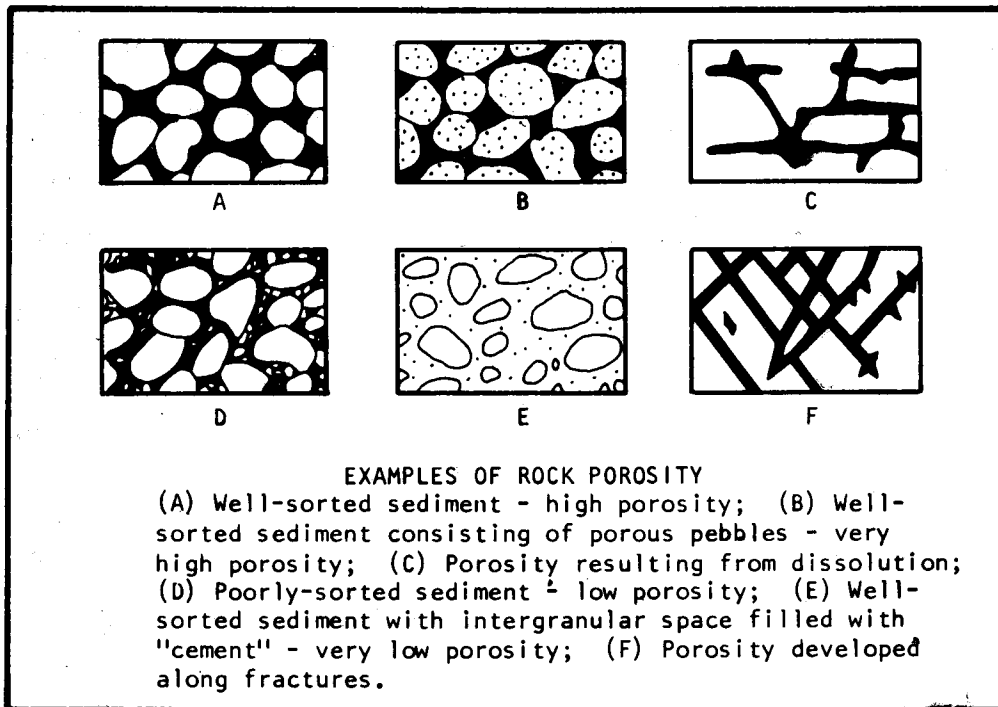 A
B
C
D
E
F
EXAMPLES OF ROCK POROSITY
(A) Well-sorted sediment - high porosity; (B) Well-
sorted sediment consisting of porous pebbles - very
high porosity; (C) Porosity resulting from dissolution;
(D) Poorly-sorted sediment - low porosity; (E) Well-
sorted sediment with intergranular space filled with
"cement" - very low porosity; (F) Porosity developed
along fractures.